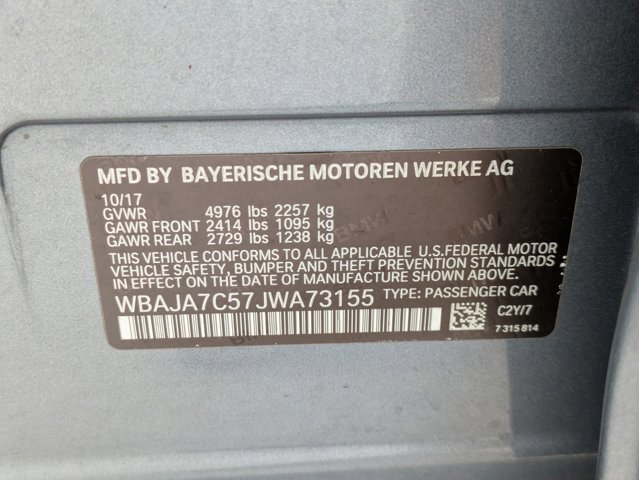 MFD BY BAYERISCHE MOTOREN WERKE AG
10/17
GVWR 4976 lbs 2257 kg
GAWR FRONT 2414 lbs 1095 kg
GAWR REAR 2729 lbs 1238 kg
THIS VEHICLE CONFORMS TO ALL APPLICABLE U.S.FEDERAL MOTOR
VEHICLE SAFETY, BUMPER AND THEFT PREVENTION STANDARDS
IN EFFECT ON THE DATE OF MANUFACTURE SHOWN ABOVE.
WBAJA7C57JWA73155 TYPE: PASSENGER CAR
C2Y/7
7 315 814